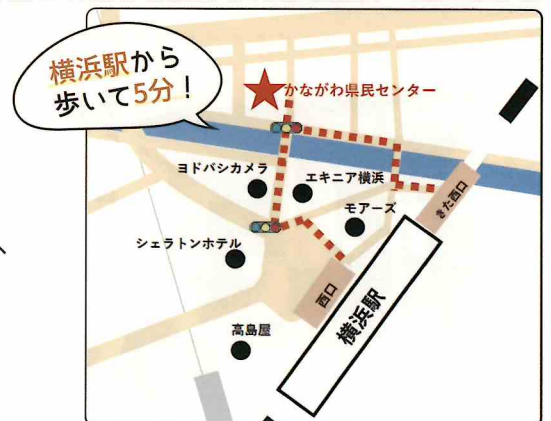 横浜駅から
歩いて5分！
かながわ県民センター
ヨドバシカメラ
エキニア横浜
モアーズ
きた西口
シェラトンホテル
西口
横浜駅
高島屋